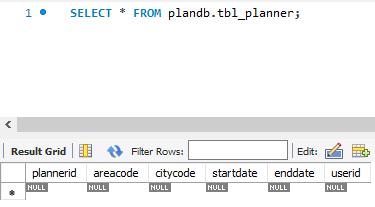 1 SELECT * FROM plandb.tbl_planner;
Result Grid Filter Rows: Edit:
plannerid areacode citycode startdate enddate userid
NULL NULL NULL NULL NULL NULL